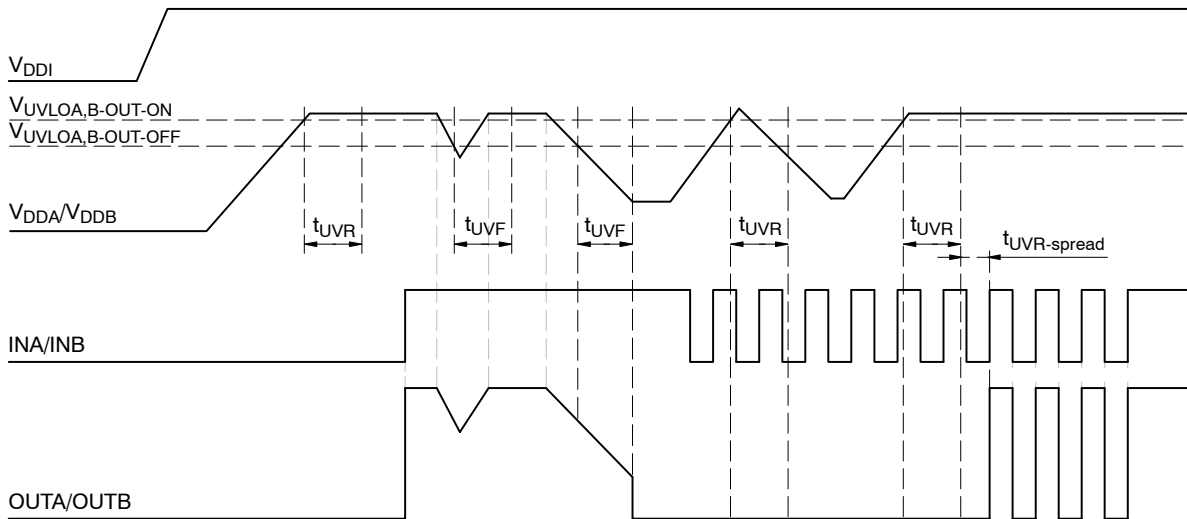 VDDI
VUVLOA,B-OUT-ON
VUVLOA,B-OUT-OFF
VDDA/VDDB
tUVR
tUVF
tUVF
tUVR
tUVR
tUVR-spread
INA/INB
OUTA/OUTB